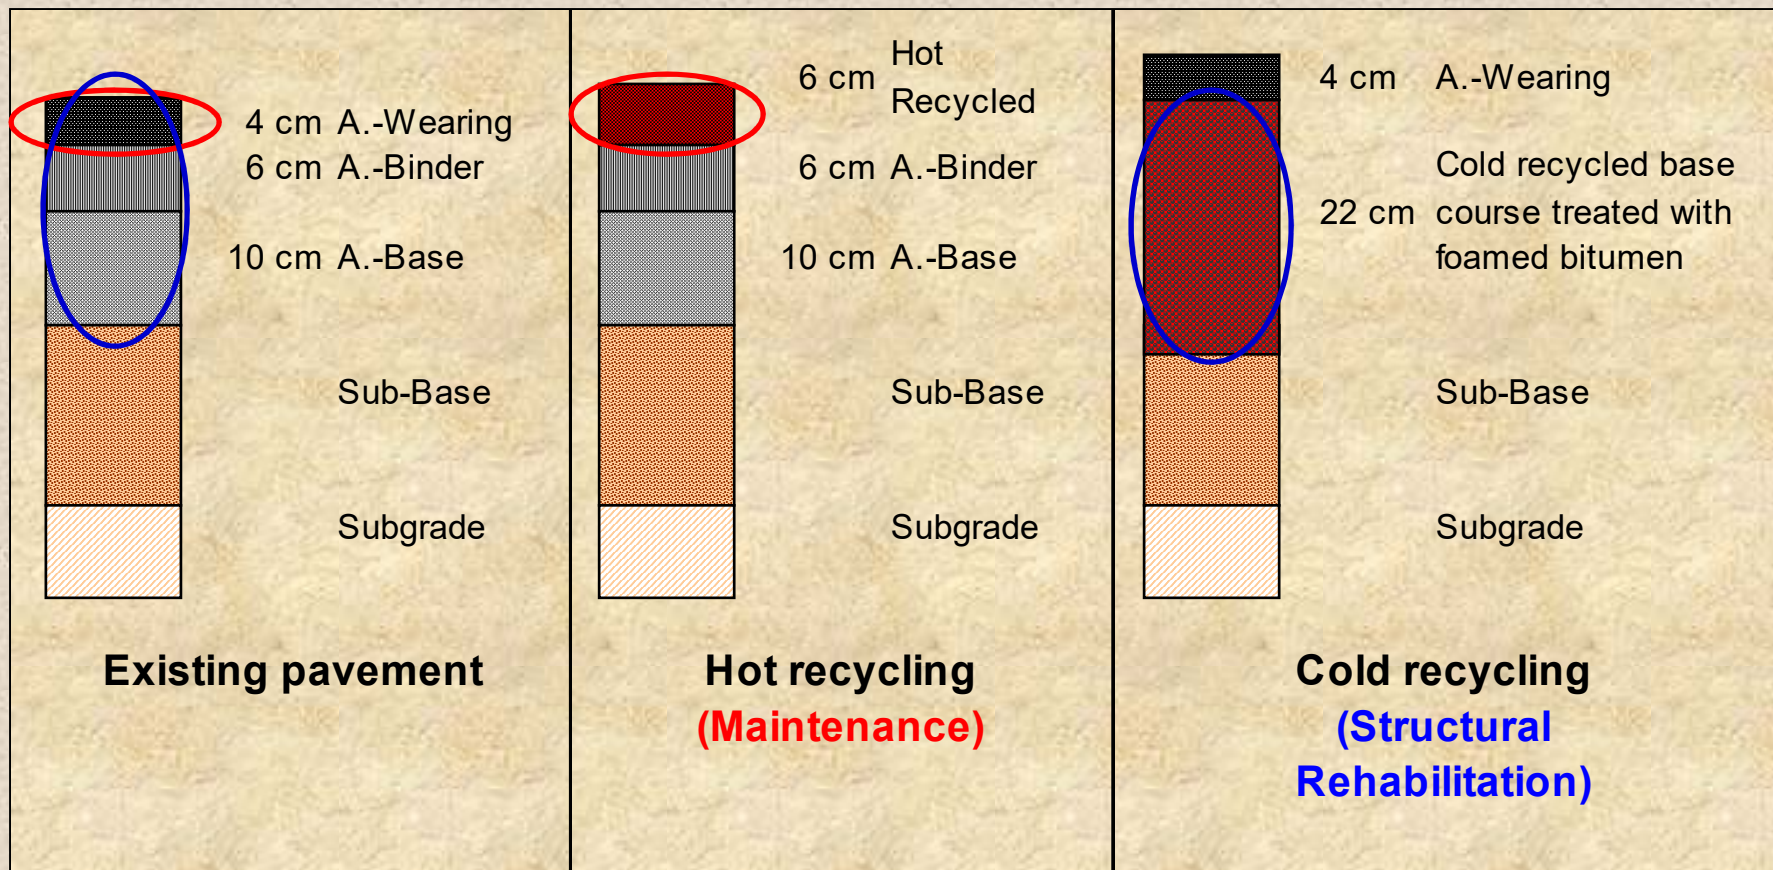 4 cm A.-Wearing
6 cm A.-Binder
10 cm A.-Base
Sub-Base
Subgrade
Existing pavement
6 cm Hot
Recycled
6 cm A.-Binder
10 cm A.-Base
Sub-Base
Subgrade
Hot recycling
(Maintenance)
4 cm A.-Wearing
Cold recycled base
22 cm course treated with
foamed bitumen
Sub-Base
Subgrade
Cold recycling
(Structural
Rehabilitation)